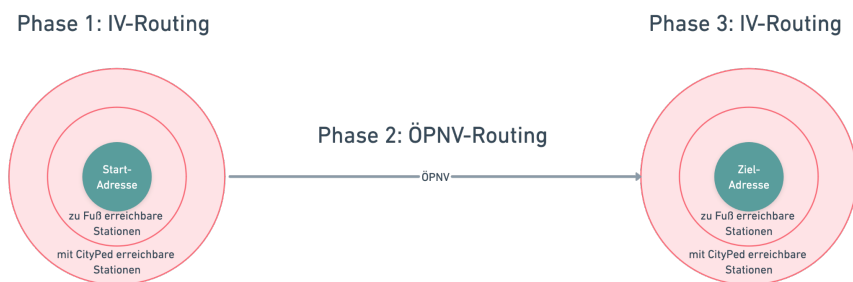 Phase 1: IV-Routing
Phase 3: IV-Routing
Phase 2: ÖPNV-Routing
Start-
Adresse
ÖPNV
Ziel-
Adresse
zu Fuß erreichbare
Stationen
zu Fuß erreichbare
Stationen
mit CityPed erreichbare
Stationen
mit CityPed erreichbare
Stationen